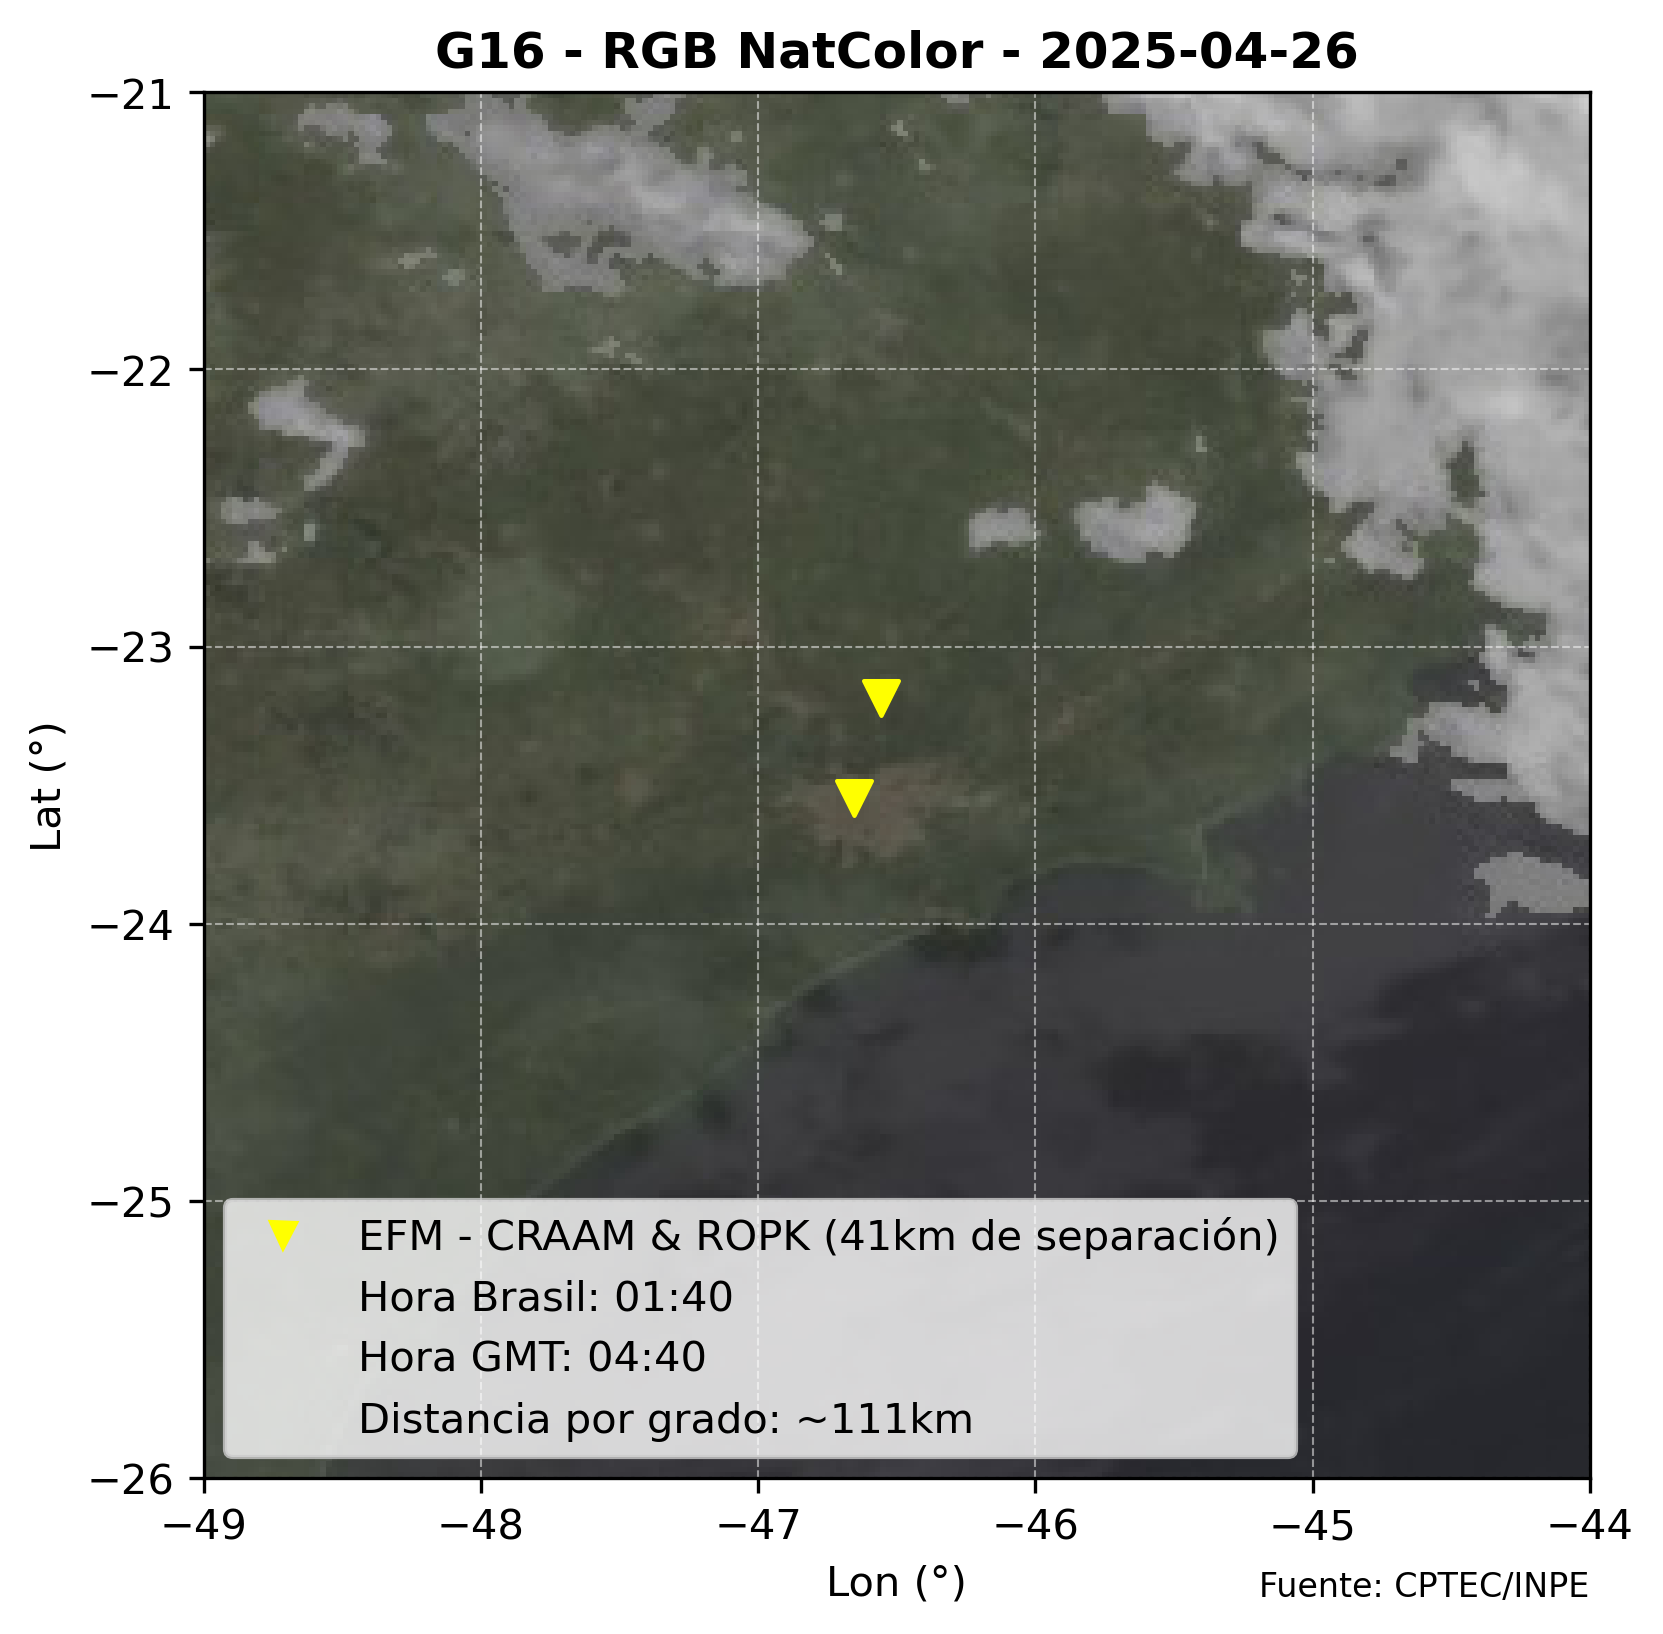 G16 - RGB NatColor - 2025-04-26
−21
−22
−23
−24
−25
−26
Lat (°)
EFM - CRAAM & ROPK (41km de separación)
Hora Brasil: 01:40
Hora GMT: 04:40
Distancia por grado: ~111km
−49 −48 −47 −46 −45 −44
Lon (°)
Fuente: CPTEC/INPE